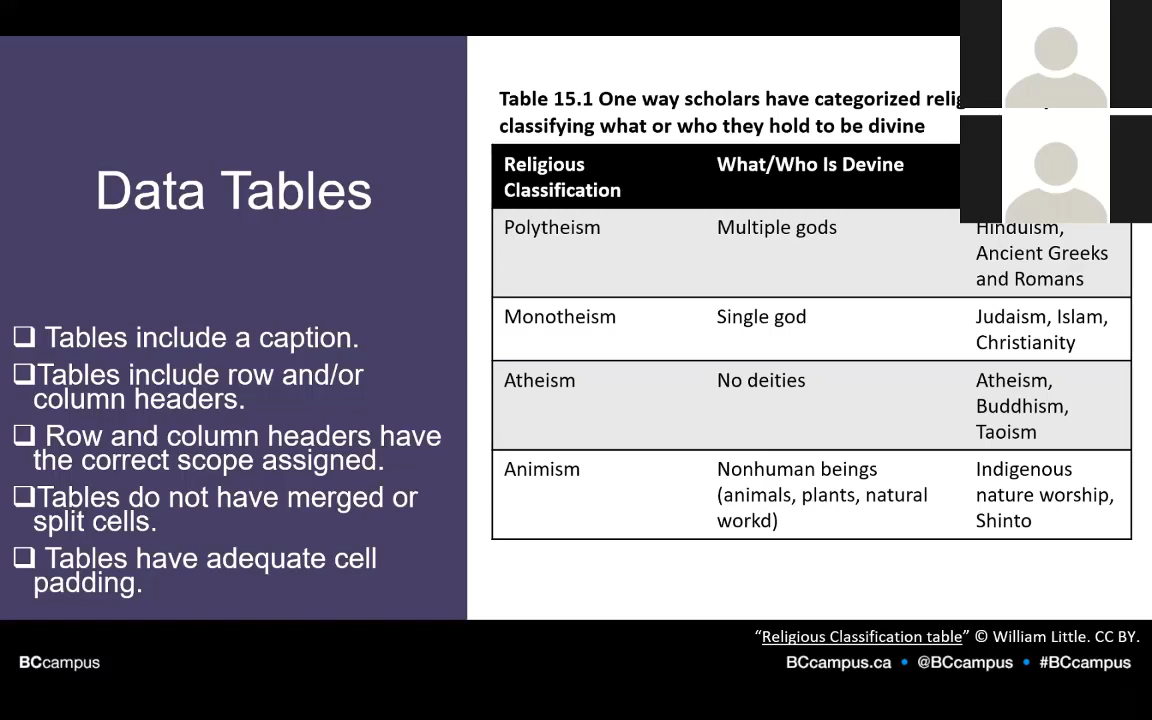 Data Tables
❑ Tables include a caption.
❑Tables include row and/or
column headers.
❑ Row and column headers have
the correct scope assigned.
❑Tables do not have merged or
split cells.
❑ Tables have adequate cell
padding.
Table 15.1 One way scholars have categorized
classifying what or who they hold to be divine
Religious What/Who Is Devine
Classification
Polytheism Multiple gods Hinduism,
Ancient Greeks
and Romans
Monotheism Single god Judaism, Islam,
Christianity
Atheism No deities Atheism,
Buddhism,
Taoism
Animism Nonhuman beings Indigenous
(animals, plants, natural nature worship,
workd) Shinto
“Religious Classification table” © William Little. CC BY.
BCcampus BCcampus.ca • @BCcampus • #BCcampus